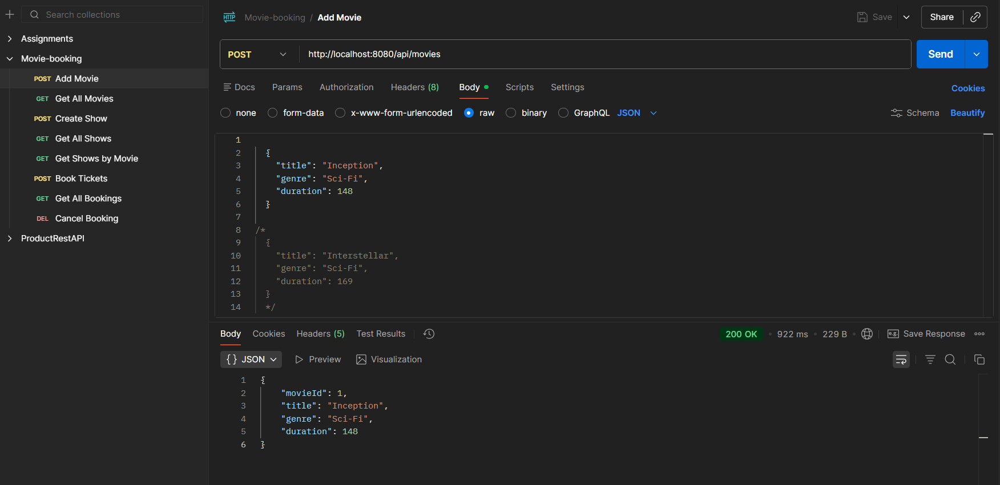 Search collections
Assignments
Movie-booking
POST Add Movie
GET Get All Movies
POST Create Show
GET Get All Shows
GET Get Shows by Movie
POST Book Tickets
GET Get All Bookings
DEL Cancel Booking
ProductRestAPI
HTTP Movie-booking / Add Movie
Save
Share
POST http://localhost:8080/api/movies
Send
Docs Params Authorization Headers (8) Body Scripts Settings
Cookies
none form-data x-www-form-urlencoded raw binary GraphQL JSON
Schema Beautify
1
2 {
3 "title": "Inception",
4 "genre": "Sci-Fi",
5 "duration": 148
6 }
7
8 /*
9 {
10 "title": "Interstellar",
11 "genre": "Sci-Fi",
12 "duration": 169
13 }
14 */
Body Cookies Headers (5) Test Results
200 OK • 922 ms • 229 B • e.g. Save Response
{} JSON Preview Visualization
1 {
2 "movieId": 1,
3 "title": "Inception",
4 "genre": "Sci-Fi",
5 "duration": 148
6 }